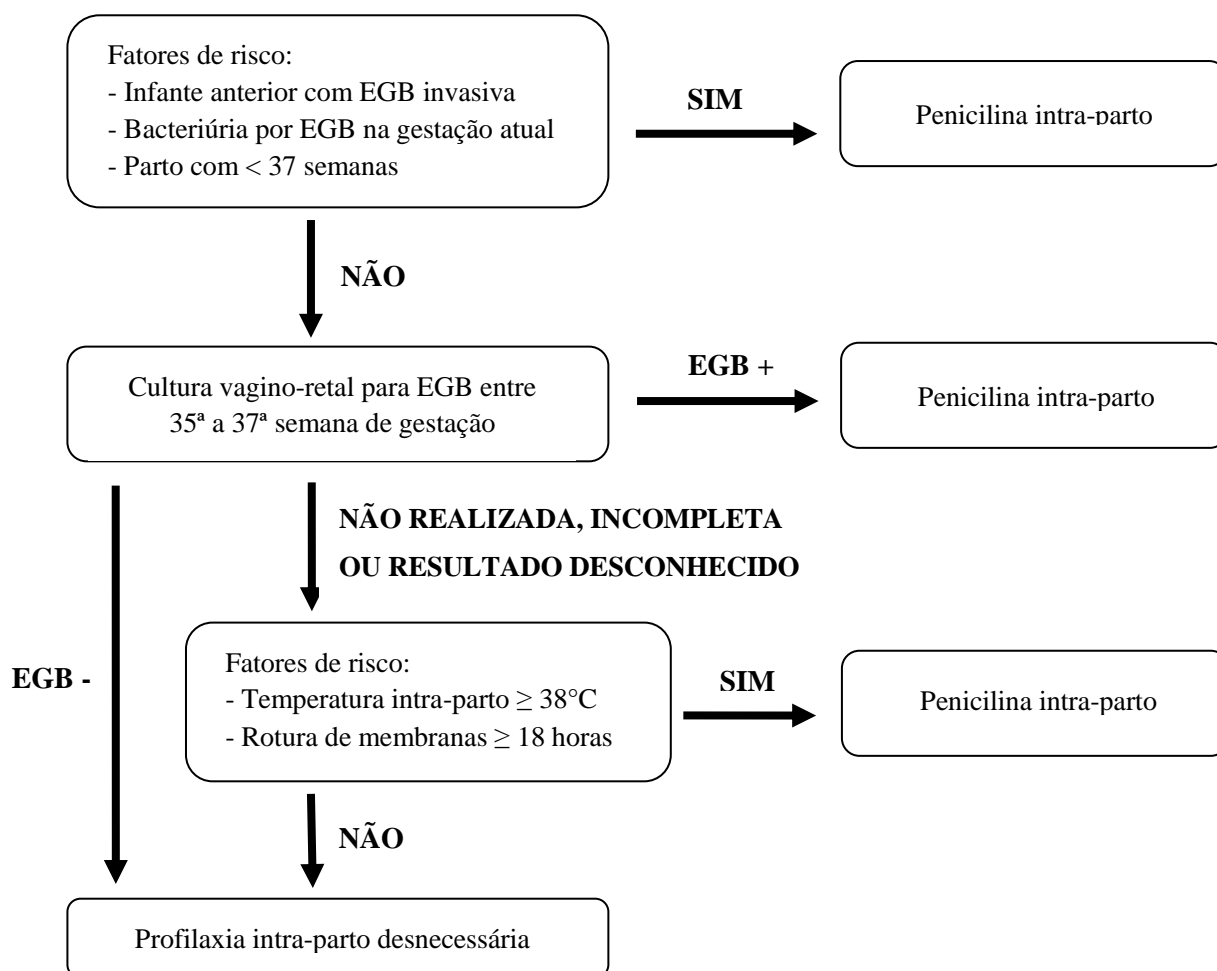 Fatores de risco:
- Infante anterior com EGB invasiva
- Bacteriúria por EGB na gestação atual
- Parto com < 37 semanas
SIM
Penicilina intra-parto
NÃO
Cultura vagino-retal para EGB entre
35ª a 37ª semana de gestação
EGB +
Penicilina intra-parto
NÃO REALIZADA, INCOMPLETA
OU RESULTADO DESCONHECIDO
EGB -
Fatores de risco:
- Temperatura intra-parto ≥ 38°C
- Rotura de membranas ≥ 18 horas
SIM
Penicilina intra-parto
NÃO
Profilaxia intra-parto desnecessária